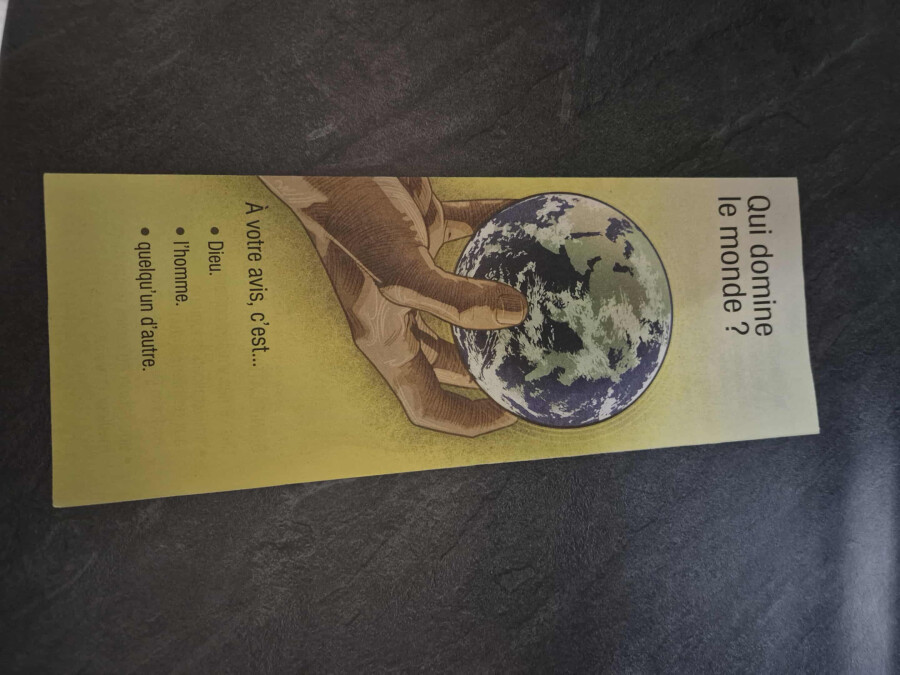 Qui domine
le monde ?
À votre avis, c'est...
• Dieu.
• l'homme.
• quelqu'un d'autre.